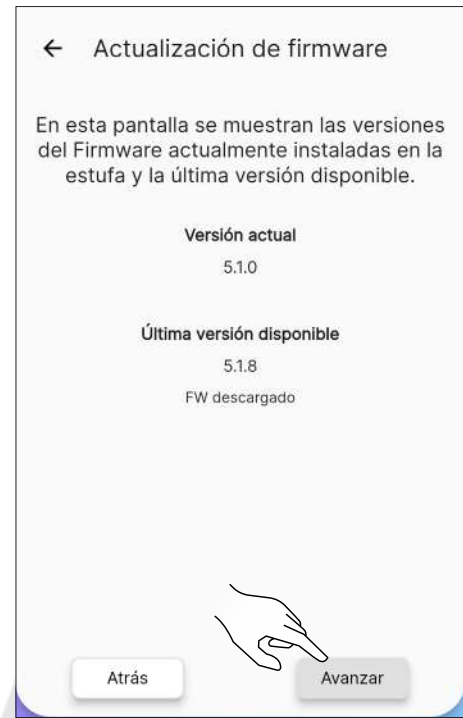 Actualización de firmware
En esta pantalla se muestran las versiones
del Firmware actualmente instaladas en la
estufa y la última versión disponible.
Versión actual
5.1.0
Última versión disponible
5.1.8
FW descargado
Atrás
Avanzar